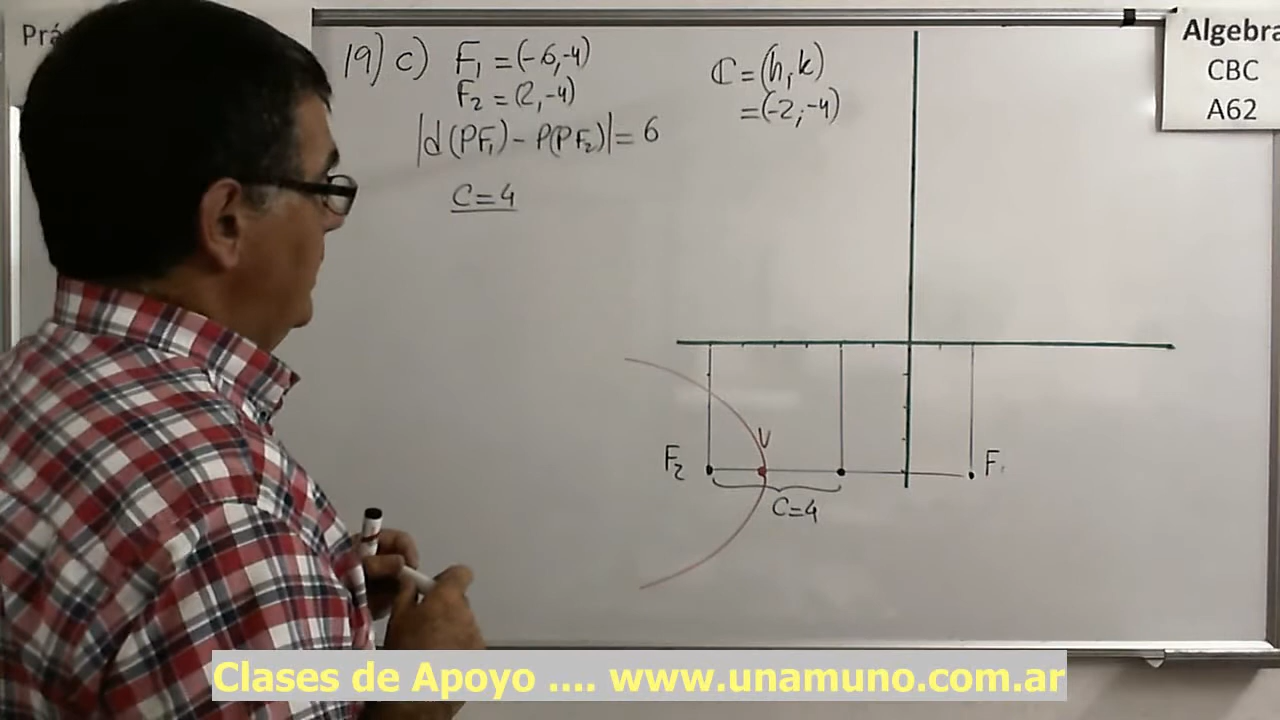 Prá
19) c) F₁ = (-6,-4)
F₂ = (2,-4)
|d(PF₁) - P(PF₂)| = 6
C=4
C = (h, k)
= (-2,-4)
Algebra
CBC
A62
V
F₂
F
C=4
Clases de Apoyo .... www.unamuno.com.ar